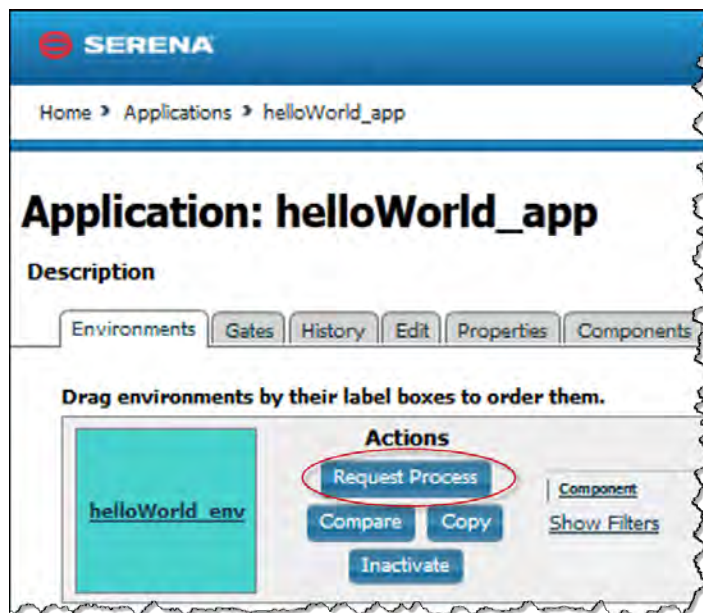 SERENA
Home > Applications > helloWorld_app
Application: helloWorld_app
Description
Environments Gates History Edit Properties Components
Drag environments by their label boxes to order them.
Actions
Request Process
helloWorld_env
Component
Compare Copy
Show Filters
Inactivate